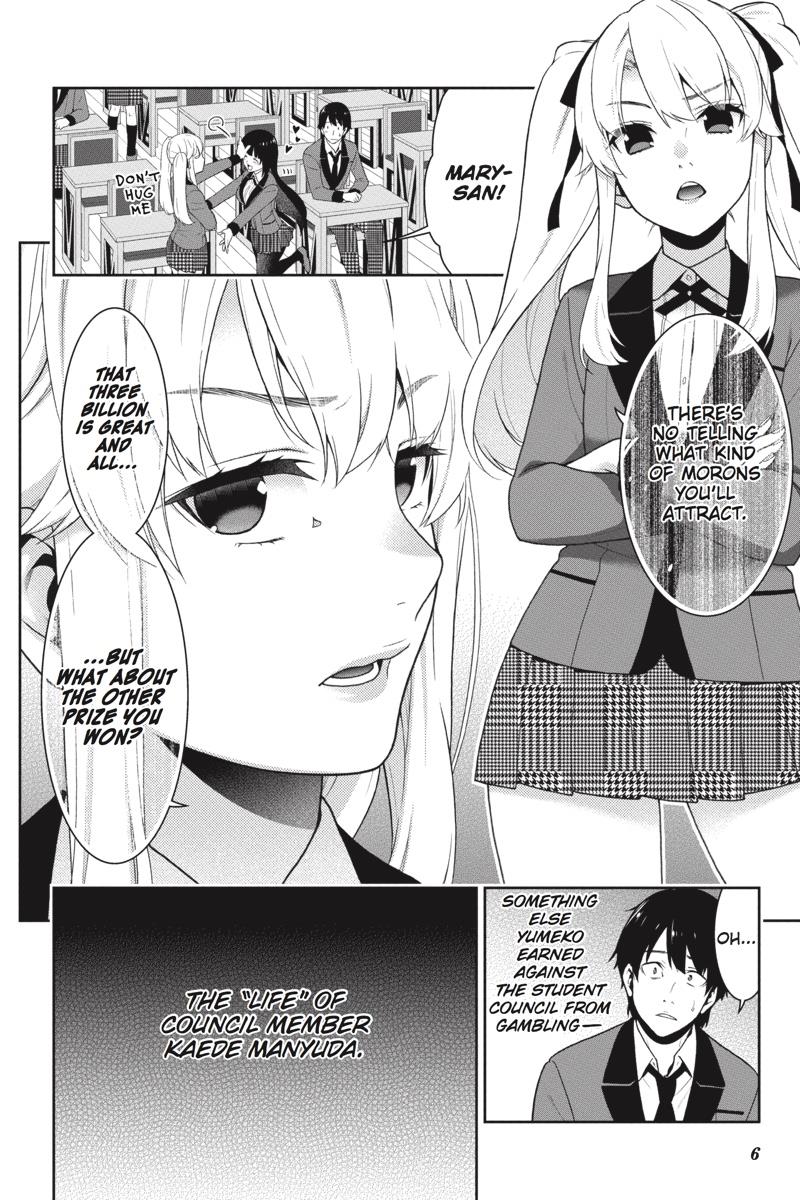 MARY-
SAN!
DON'T
HUG
ME
THERE'S
NO TELLING
WHAT KIND
OF MORONS
YOU'LL
ATTRACT.
THAT
THREE
BILLION
IS GREAT
AND
ALL...
...BUT
WHAT ABOUT
THE OTHER
PRIZE YOU
WON?
OH...
SOMETHING
ELSE
YUMEKO
EARNED
AGAINST
THE STUDENT
COUNCIL FROM
GAMBLING—
THE "LIFE" OF
COUNCIL MEMBER
KAEDE MANYUDA.
6